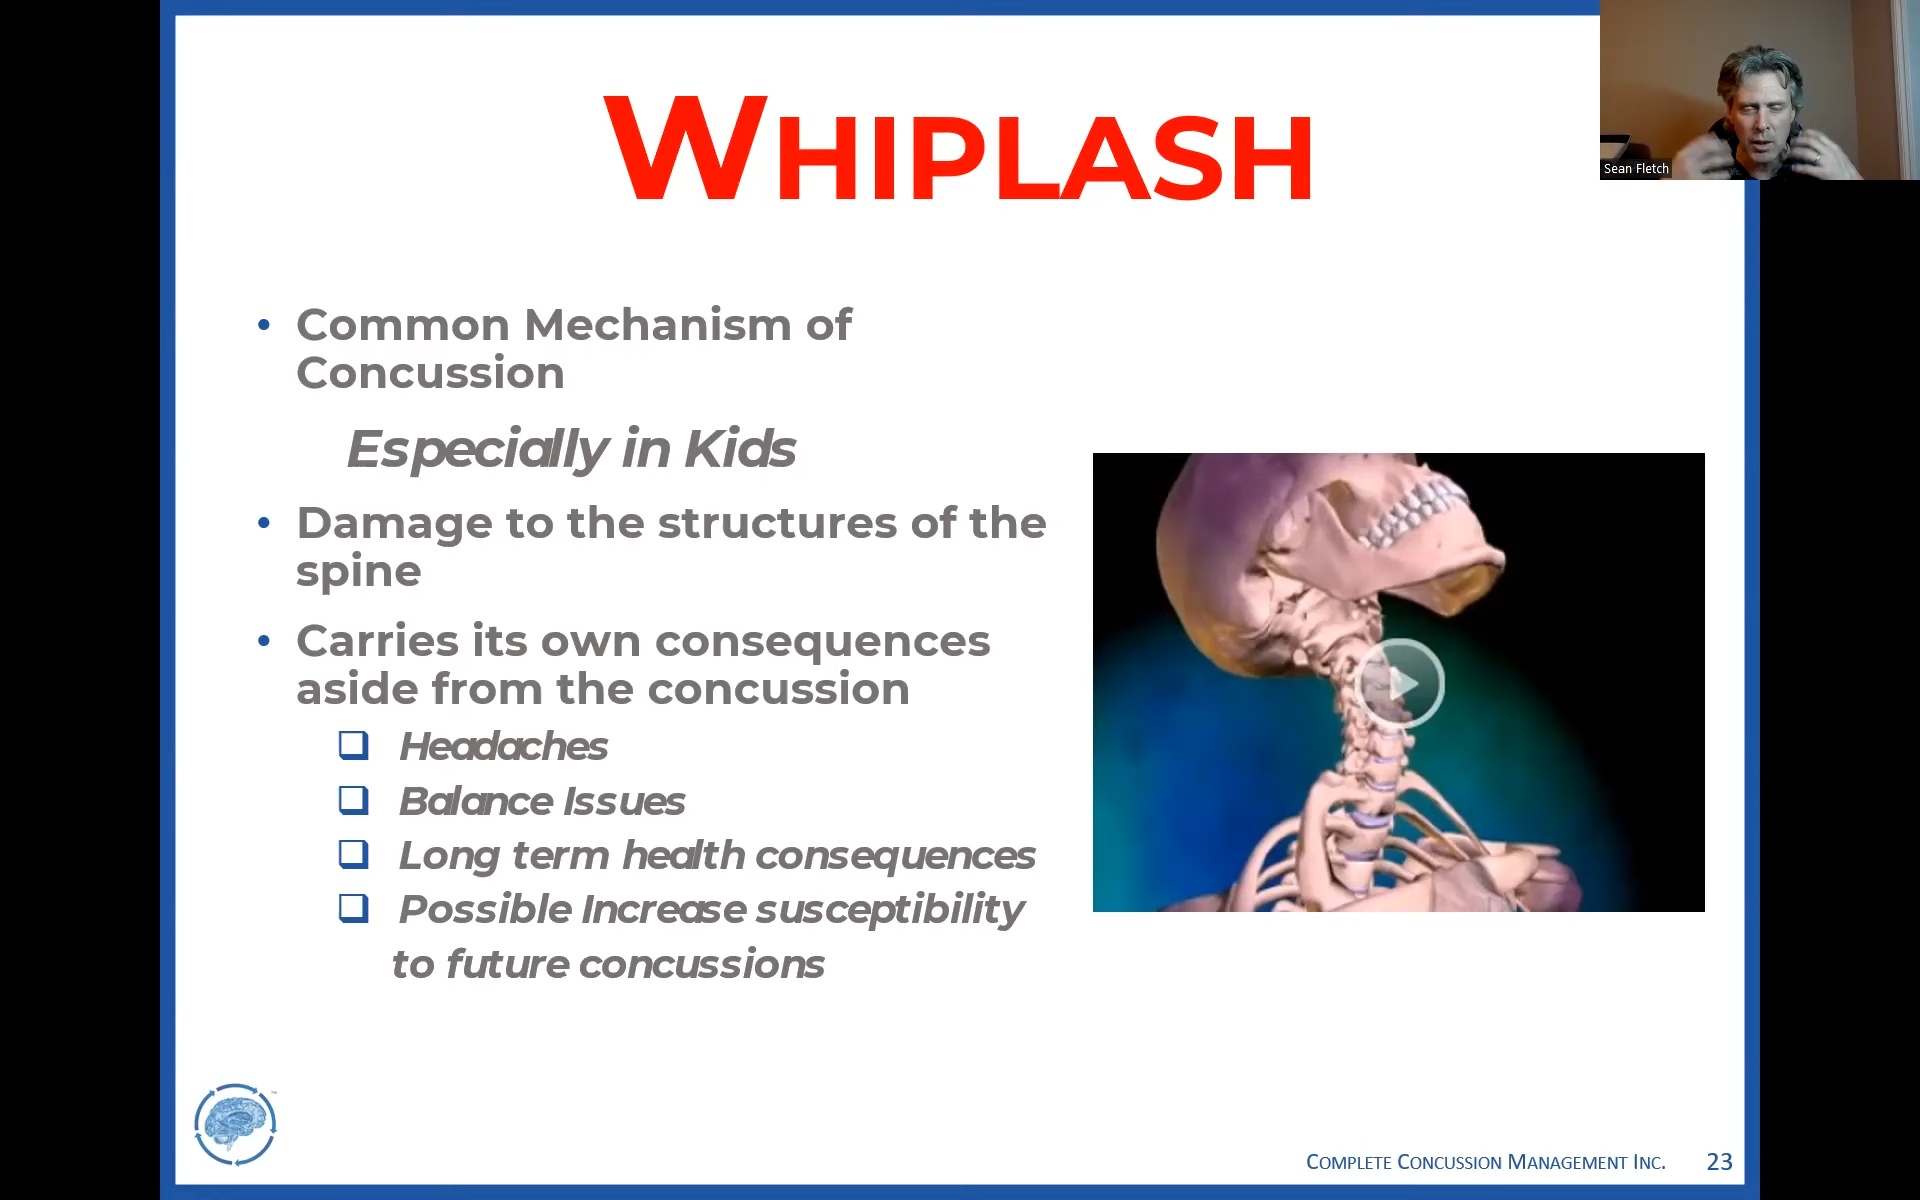 WHIPLASH
Sean Fletch
• Common Mechanism of
Concussion
Especially in Kids
• Damage to the structures of the
spine
• Carries its own consequences
aside from the concussion
❑ Headaches
❑ Balance Issues
❑ Long term health consequences
❑ Possible Increase susceptibility
to future concussions
™
COMPLETE CONCUSSION MANAGEMENT INC. 23